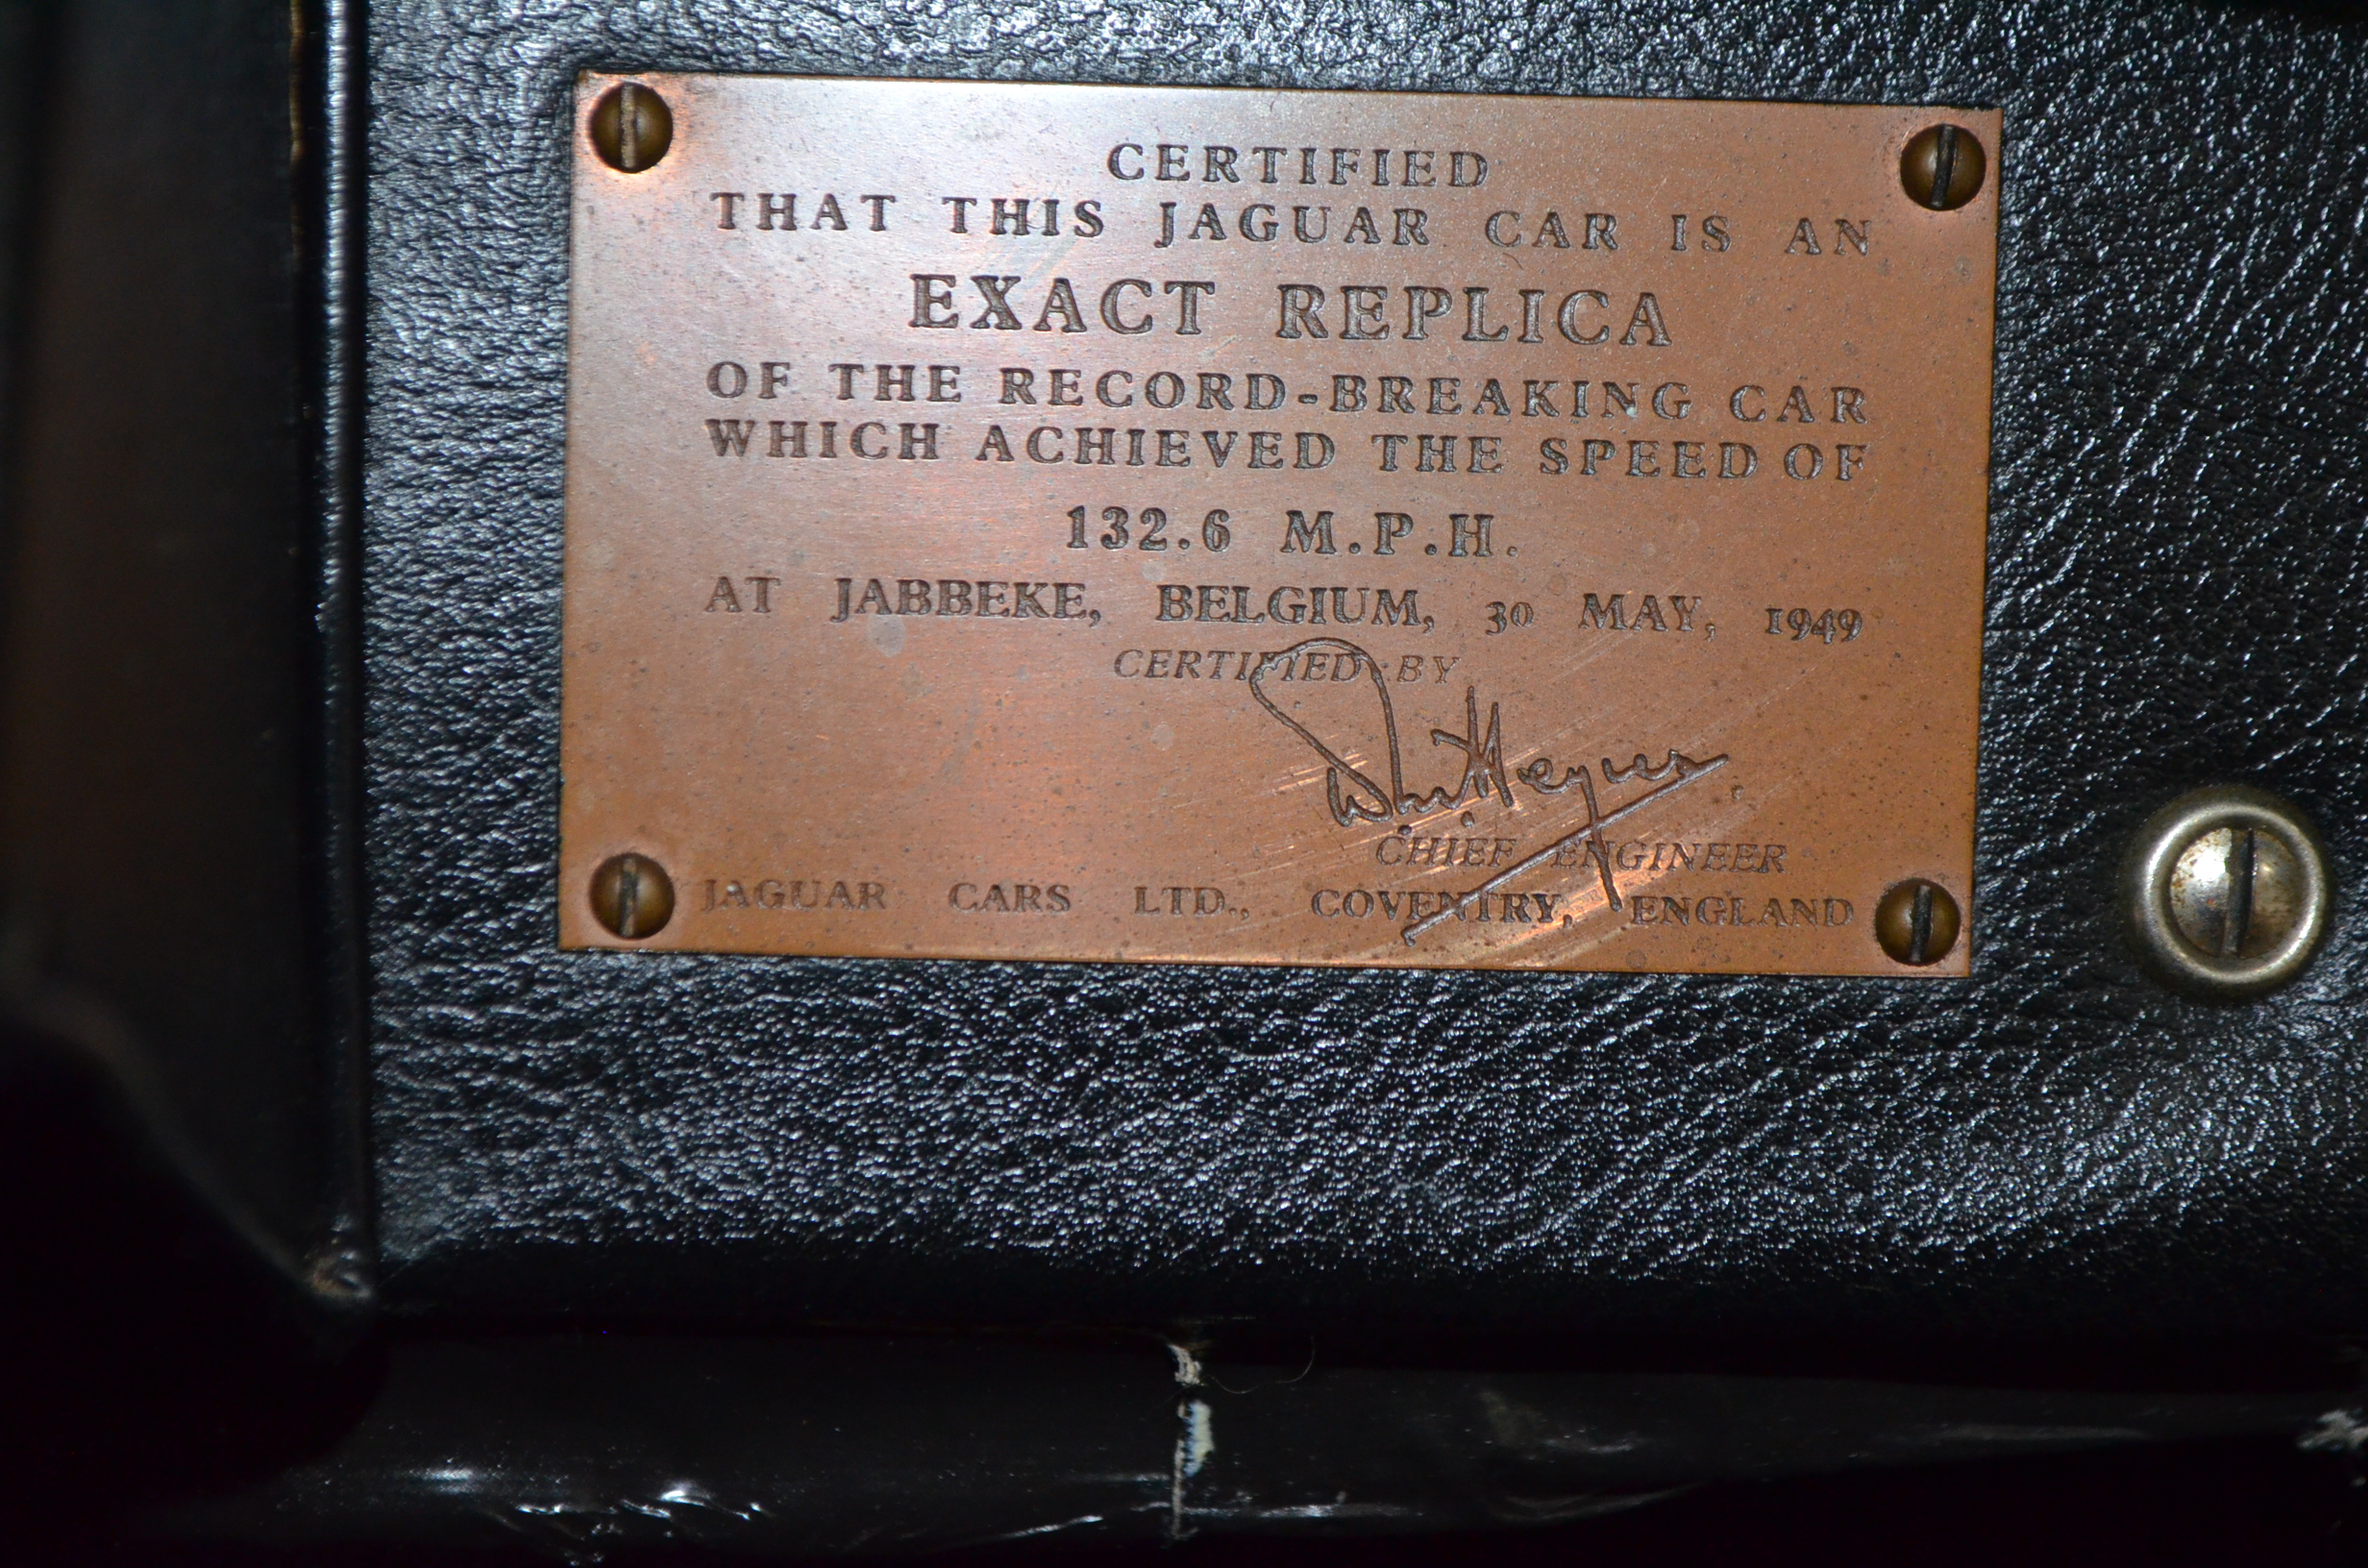 CERTIFIED
THAT THIS JAGUAR CAR IS AN
EXACT REPLICA
OF THE RECORD-BREAKING CAR
WHICH ACHIEVED THE SPEED OF
132.6 M.P.H.
AT JABBEKE, BELGIUM, 30 MAY, 1949
CERTIFIED BY
CHIEF ENGINEER
JAGUAR CARS LTD., COVENTRY, ENGLAND